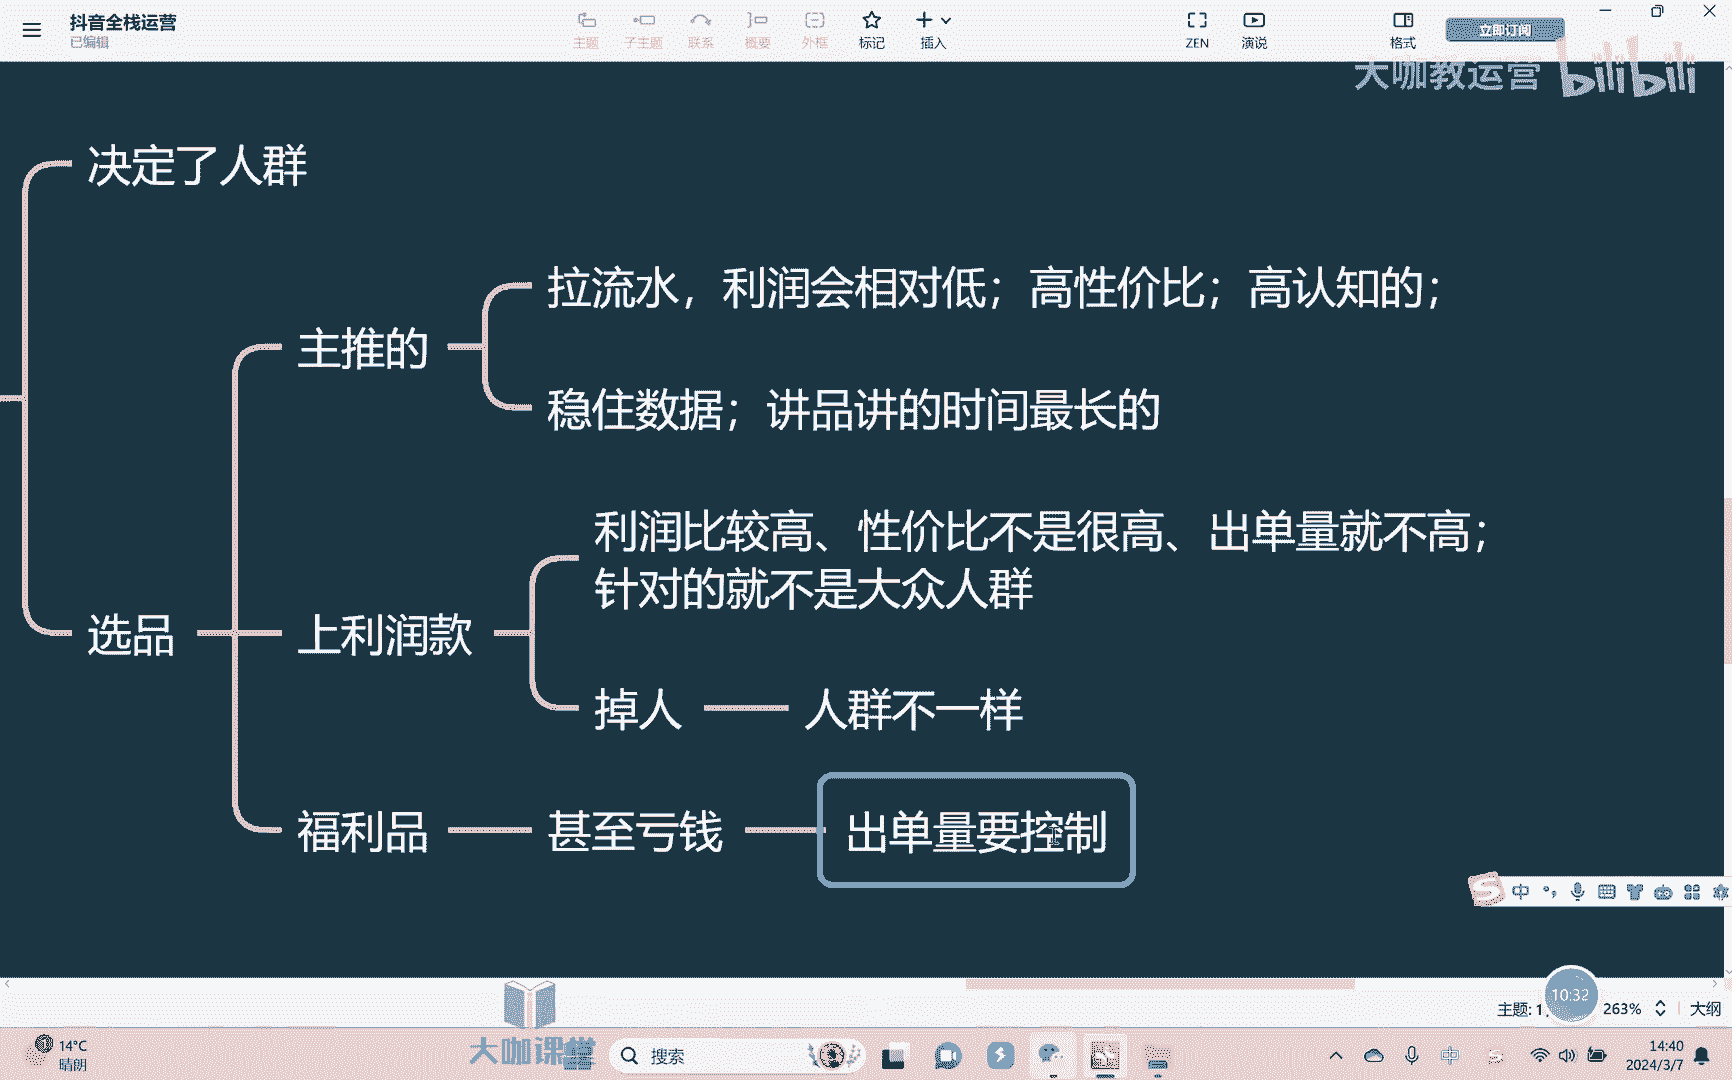 抖音全栈运营
已编辑
主题
子主题
联系
概要
外框
标记
插入
ZEN
演说
格式
立即订阅
大咖教运营 bilibili
决定了人群
拉流水，利润会相对低；高性价比；高认知的；
主推的
稳住数据；讲品讲的时间最长的
利润比较高、性价比不是很高、出单量就不高；
针对的就不是大众人群
选品
上利润款
掉人
人群不一样
福利品
甚至亏钱
出单量要控制
中
10:32
主题: 1
263%
大纲
大咖课堂
14°C
晴朗
搜索
中
14:40
2024/3/7